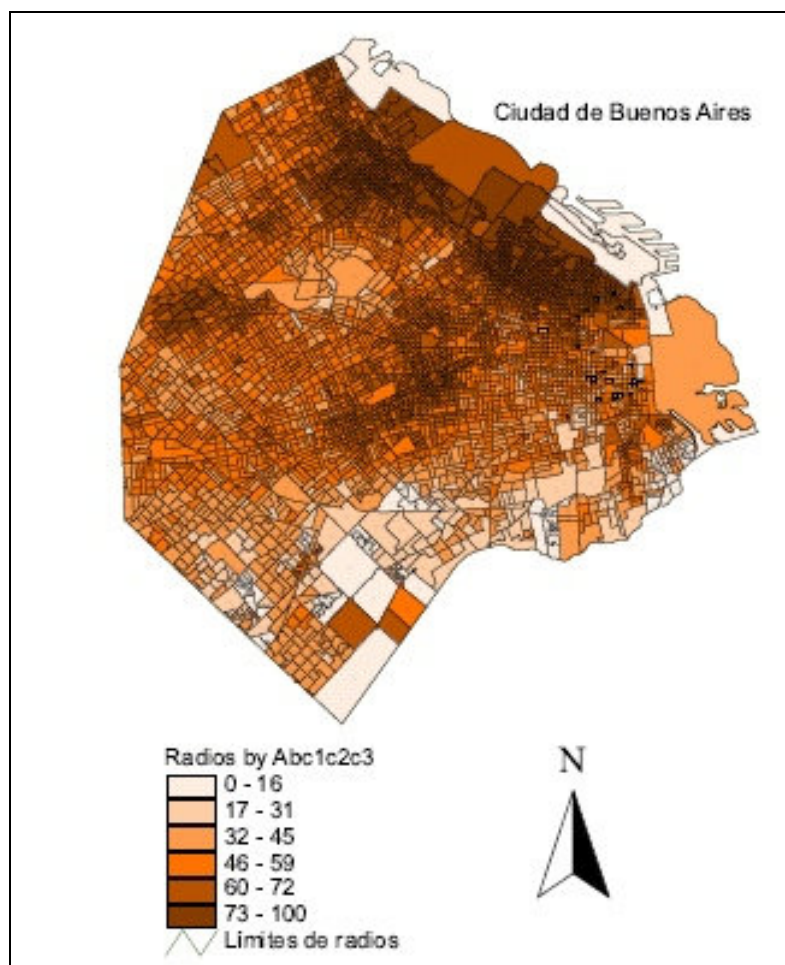 Ciudad de Buenos Aires
Radios by Abc1c2c3
0 - 16
17 - 31
32 - 45
46 - 59
60 - 72
73 - 100
Limites de radios
N